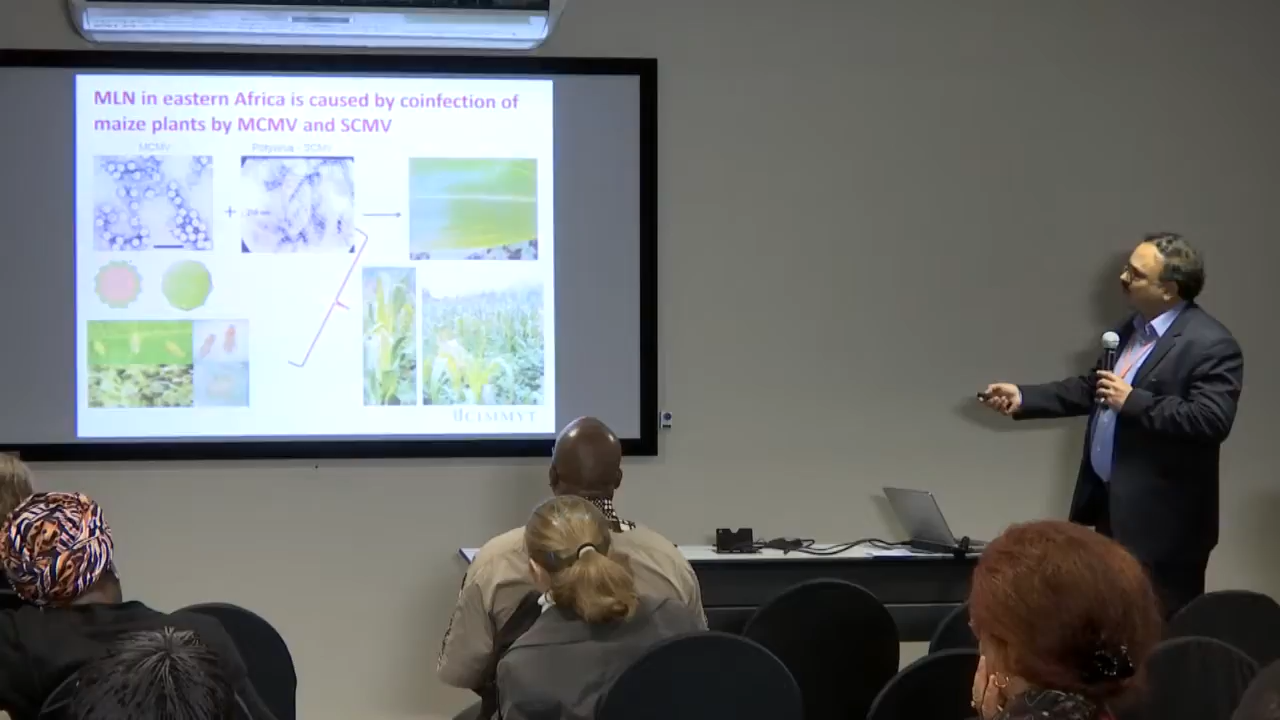 MLN in eastern Africa is caused by coinfection of
maize plants by MCMV and SCMV
MCMV
Potyvirus - SCMV
+
CIMMYT